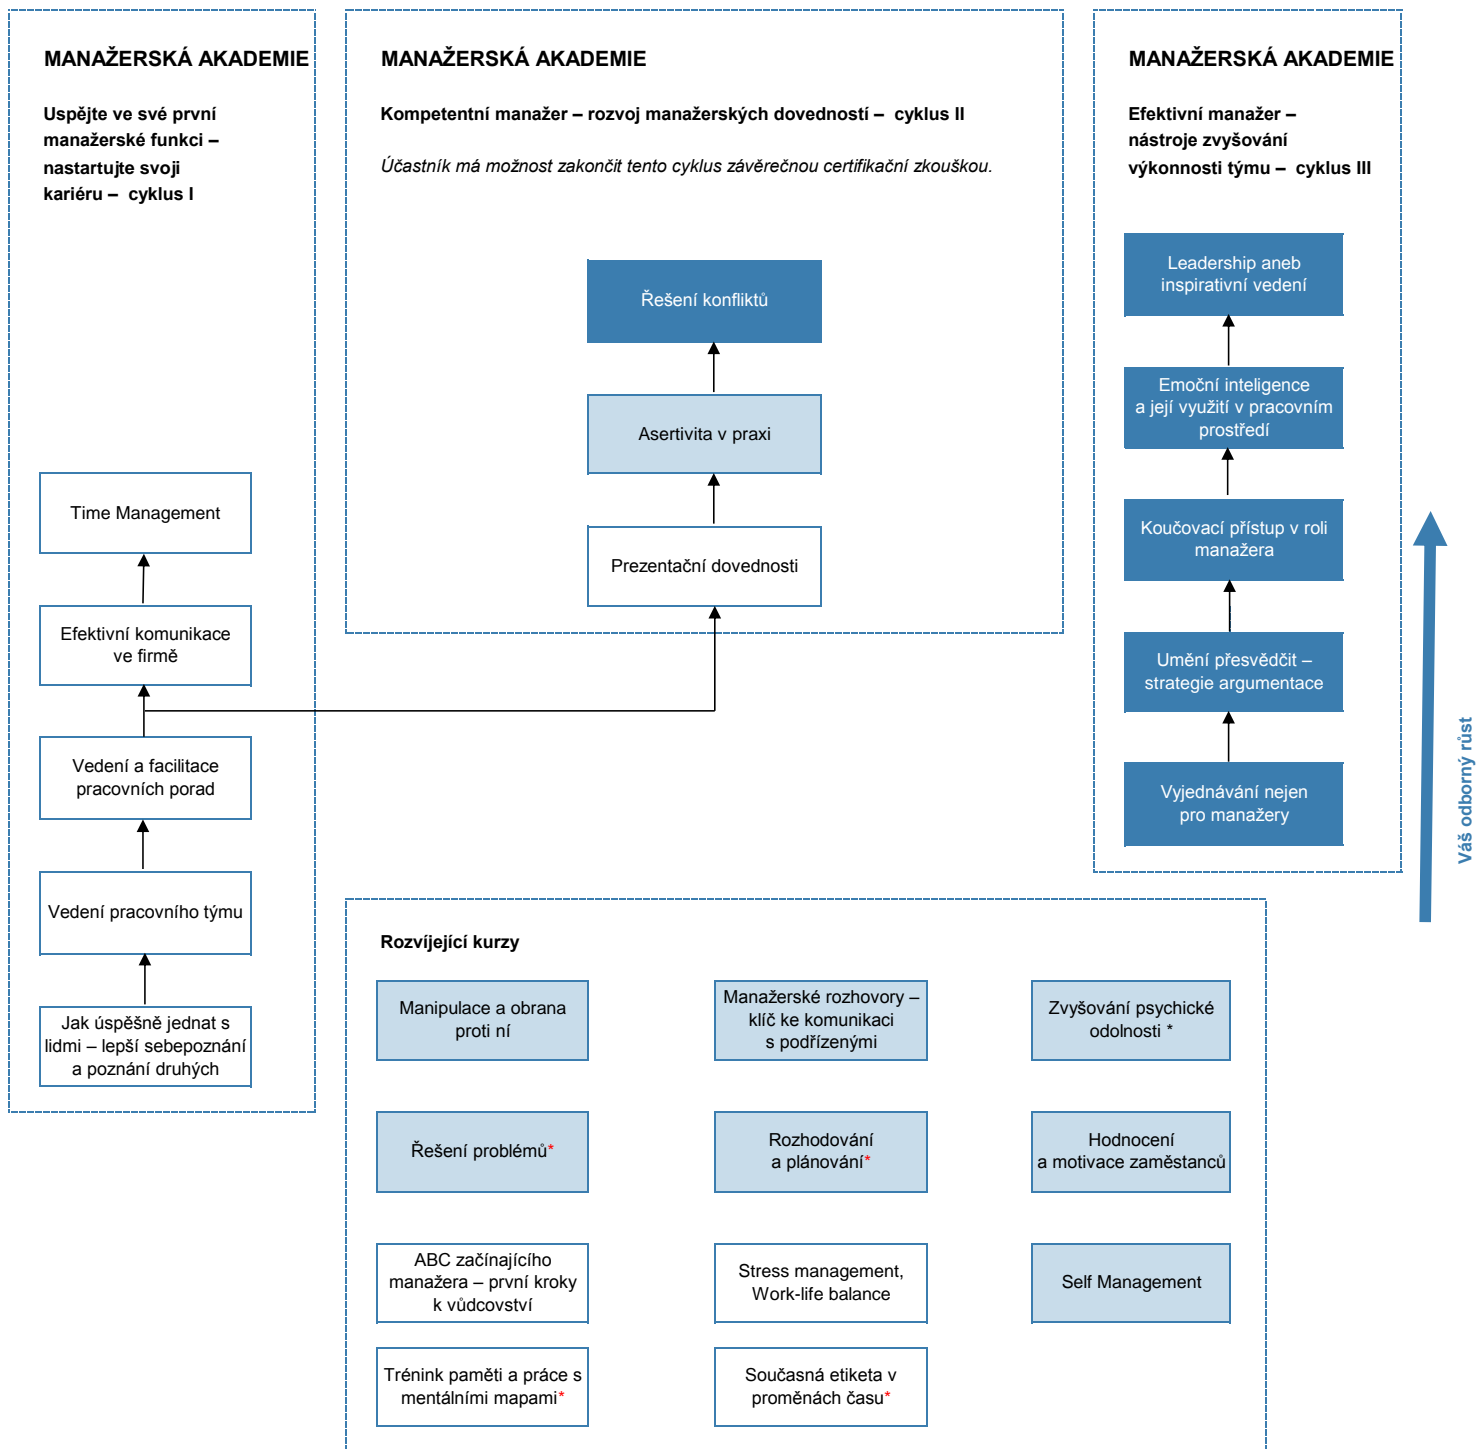 MANAŽERSKÁ AKADEMIE
Uspějte ve své první
manažerské funkci –
nastartujte svoji
kariéru – cyklus I
Time Management
Efektivní komunikace
ve firmě
Vedení a facilitace
pracovních porad
Vedení pracovního týmu
Jak úspěšně jednat s
lidmi – lepší sebepoznání
a poznání druhých
MANAŽERSKÁ AKADEMIE
Kompetentní manažer – rozvoj manažerských dovedností – cyklus II
Účastník má možnost zakončit tento cyklus závěrečnou certifikační zkouškou.
Řešení konfliktů
Asertivita v praxi
Prezentační dovednosti
MANAŽERSKÁ AKADEMIE
Efektivní manažer –
nástroje zvyšování
výkonnosti týmu – cyklus III
Leadership aneb
inspirativní vedení
Emoční inteligence
a její využití v pracovním
prostředí
Koučovací přístup v roli
manažera
Umění přesvědčit –
strategie argumentace
Vyjednávání nejen
pro manažery
Váš odborný růst
Rozvíjející kurzy
Manipulace a obrana
proti ní
Manažerské rozhovory –
klíč ke komunikaci
s podřízenými
Zvyšování psychické
odolnosti *
Řešení problémů*
Rozhodování
a plánování*
Hodnocení
a motivace zaměstanců
ABC začínajícího
manažera – první kroky
k vůdcovství
Stress management,
Work-life balance
Self Management
Trénink paměti a práce s
mentálními mapami*
Současná etiketa v
proměnách času*